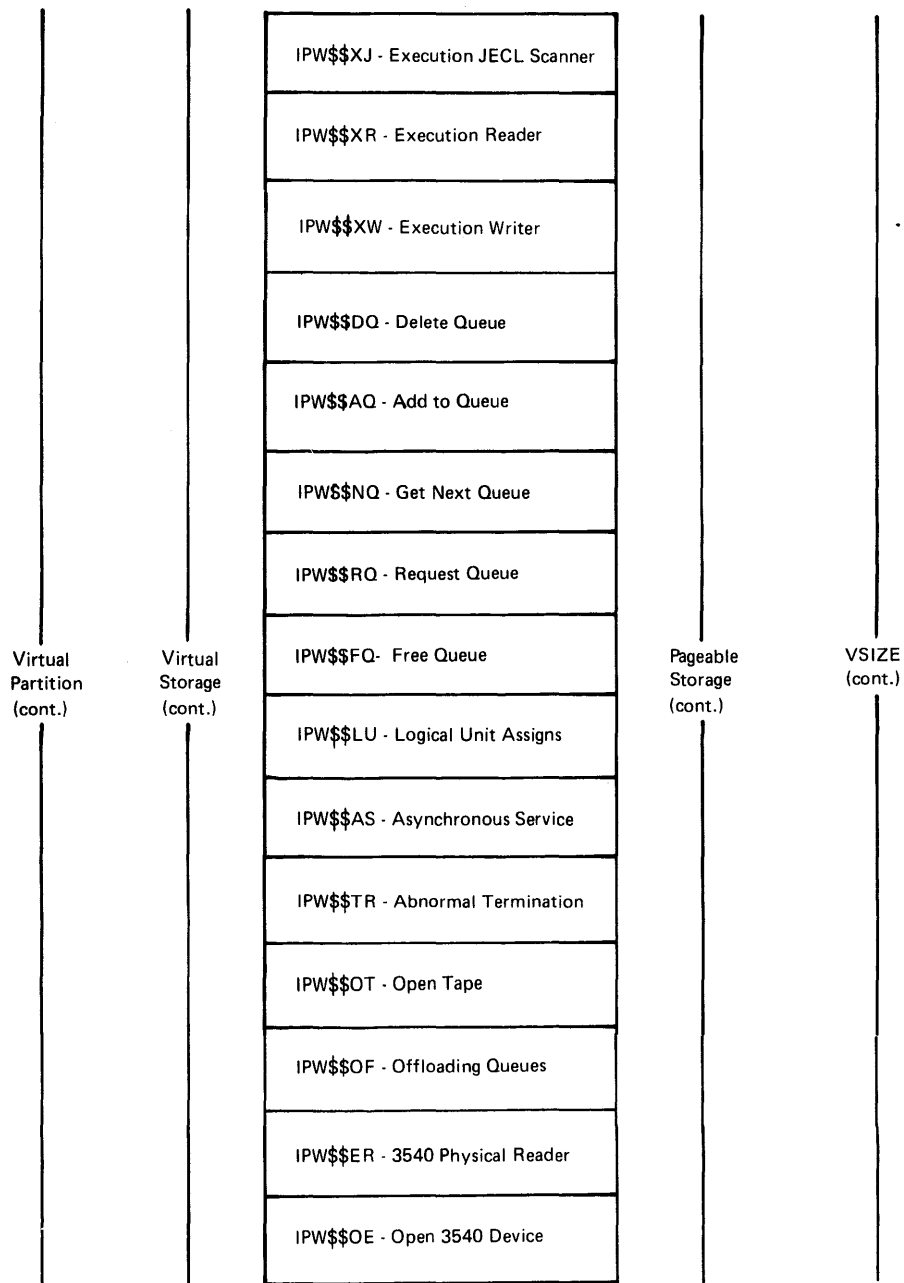 IPW$$XJ - Execution JECL Scanner
IPW$$XR - Execution Reader
IPW$$XW - Execution Writer
IPW$$DQ - Delete Queue
IPW$$AQ - Add to Queue
IPW$$NQ - Get Next Queue
IPW$$RQ - Request Queue
IPW$$FQ- Free Queue
Virtual
Partition
(cont.)
Virtual
Storage
(cont.)
Pageable
Storage
(cont.)
VSIZE
(cont.)
IPW$$LU - Logical Unit Assigns
IPW$$AS - Asynchronous Service
IPW$$TR - Abnormal Termination
IPW$$OT - Open Tape
IPW$$OF - Offloading Queues
IPW$$ER - 3540 Physical Reader
IPW$$OE - Open 3540 Device